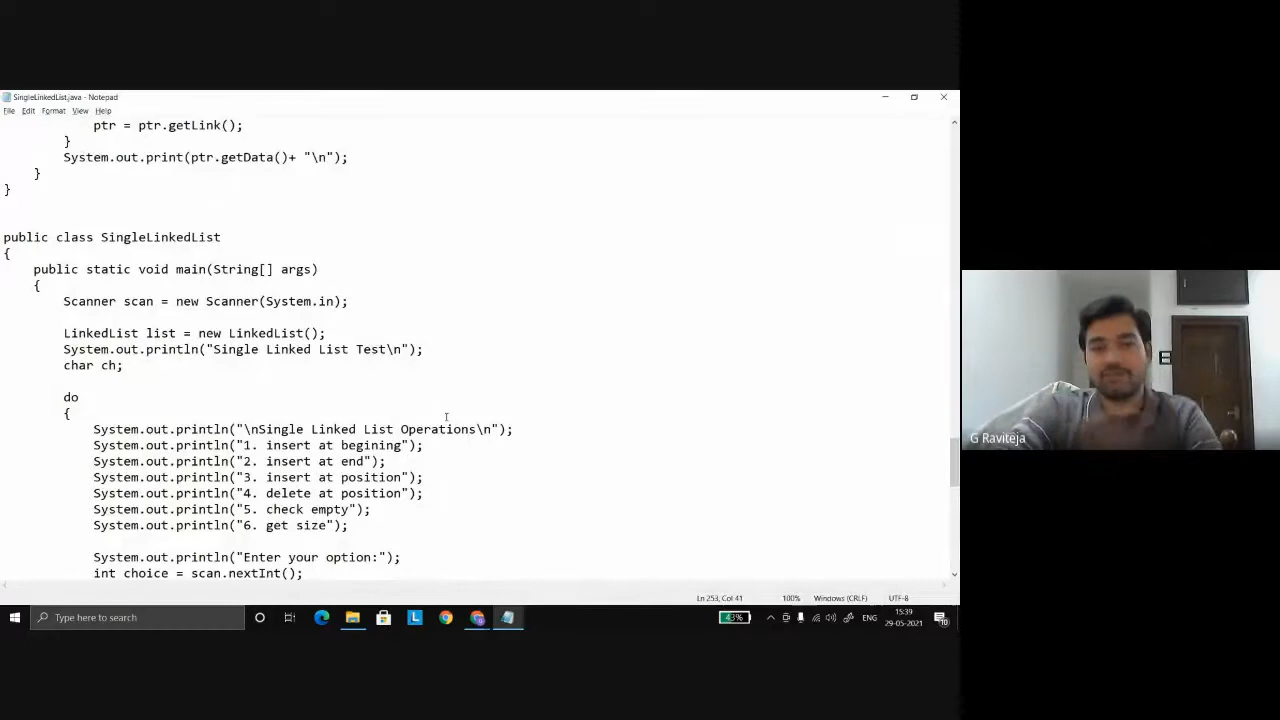 SingleLinkedList.java - Notepad
File Edit Format View Help
ptr = ptr.getLink();
}
System.out.print(ptr.getData()+ "\n");
}
}
public class SingleLinkedList
{
public static void main(String[] args)
{
Scanner scan = new Scanner(System.in);
LinkedList list = new LinkedList();
System.out.println("Single Linked List Test\n");
char ch;
do
{
System.out.println("\nSingle Linked List Operations\n");
System.out.println("1. insert at begining");
System.out.println("2. insert at end");
System.out.println("3. insert at position");
System.out.println("4. delete at position");
System.out.println("5. check empty");
System.out.println("6. get size");
System.out.println("Enter your option:");
int choice = scan.nextInt();
G Raviteja
Ln 253, Col 41 100% Windows (CRLF) UTF-8
Type here to search
L
43%
ENG
15:39
29-05-2021
10